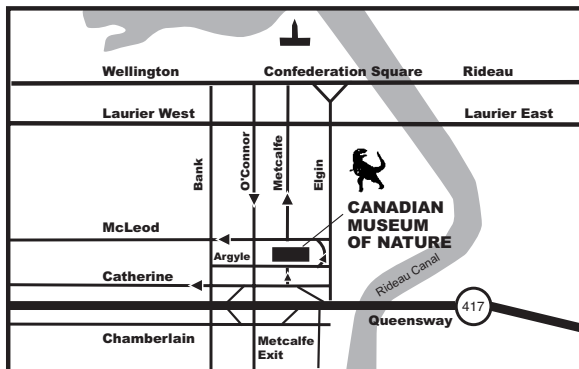 Wellington Confederation Square Rideau
Laurier West Laurier East
Bank
O'Connor
Metcalfe
Elgin
CANADIAN
MUSEUM
OF NATURE
McLeod
Argyle
Catherine
Rideau Canal
417
Queensway
Chamberlain
Metcalfe
Exit